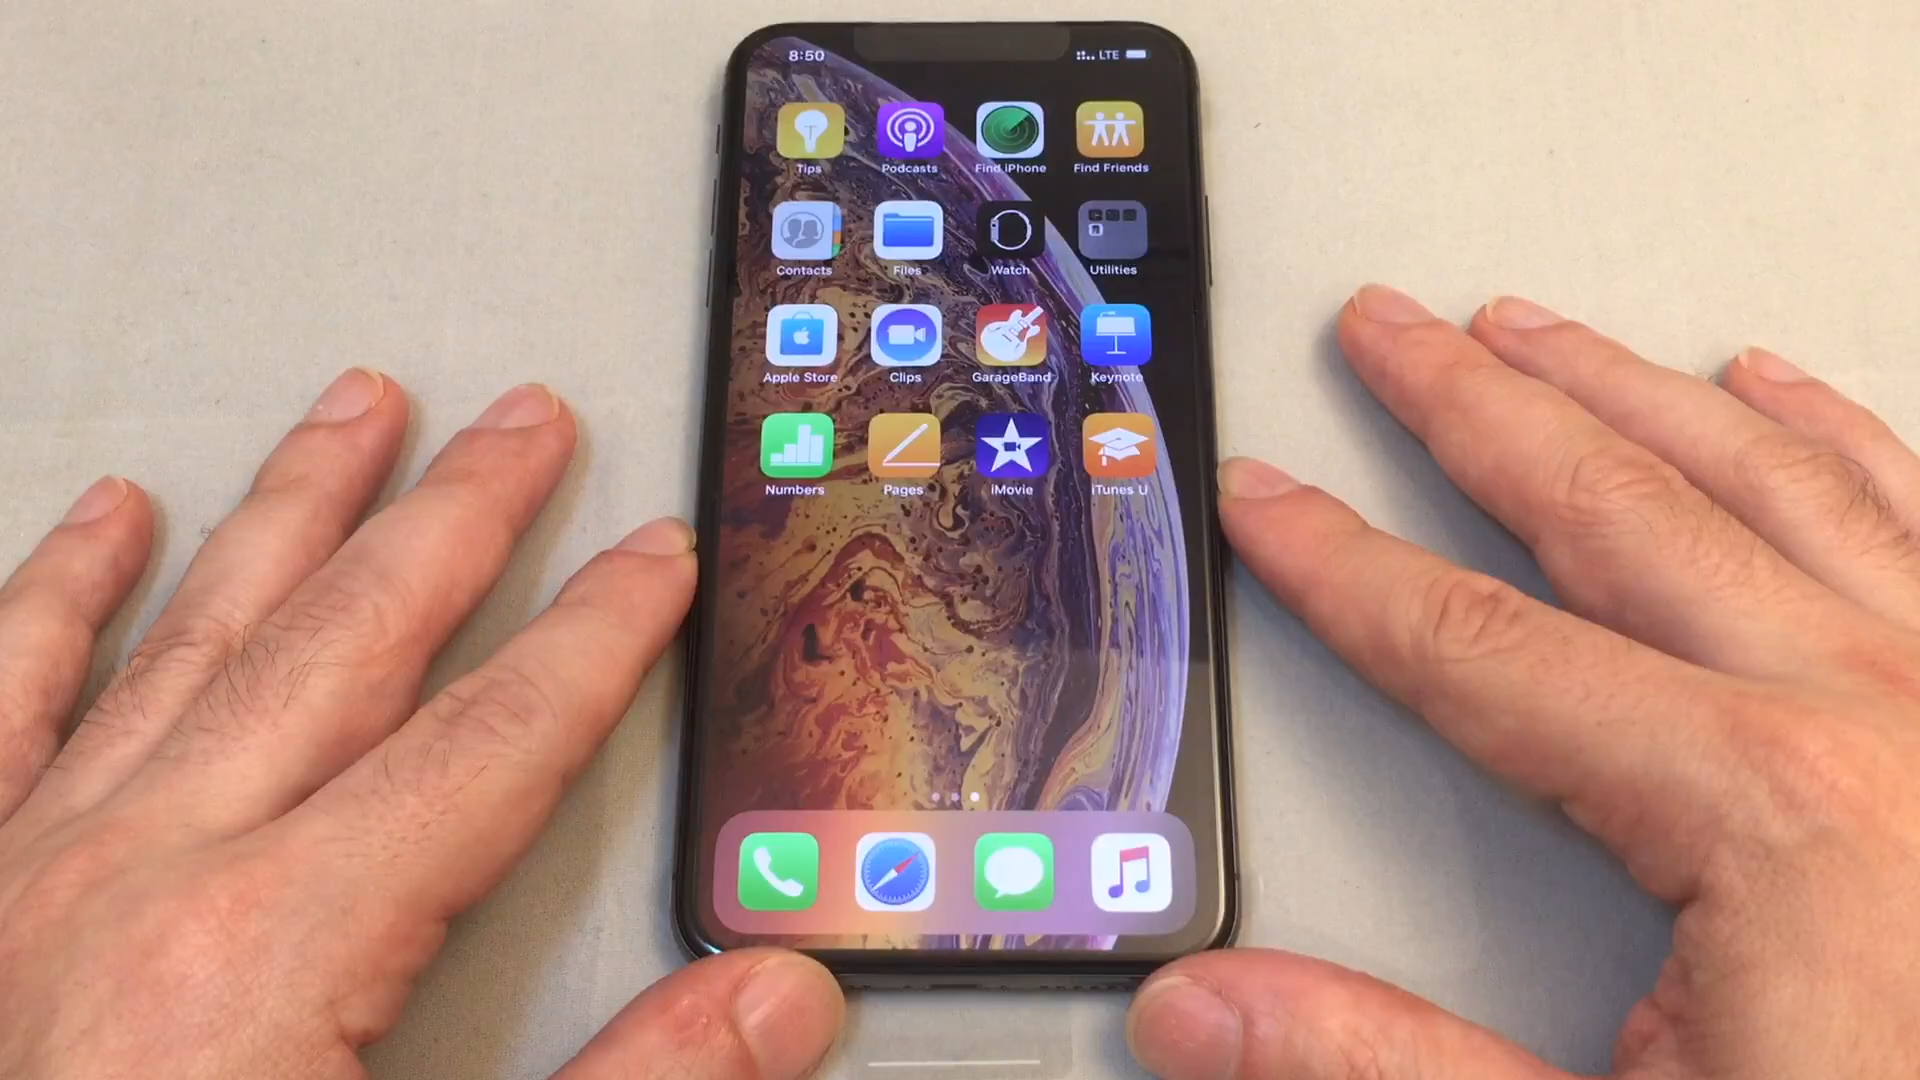 8:50 LTE
Tips Podcasts Find iPhone Find Friends
Contacts Files Watch Utilities
Apple Store Clips GarageBand Keynote
Numbers Pages iMovie iTunes U